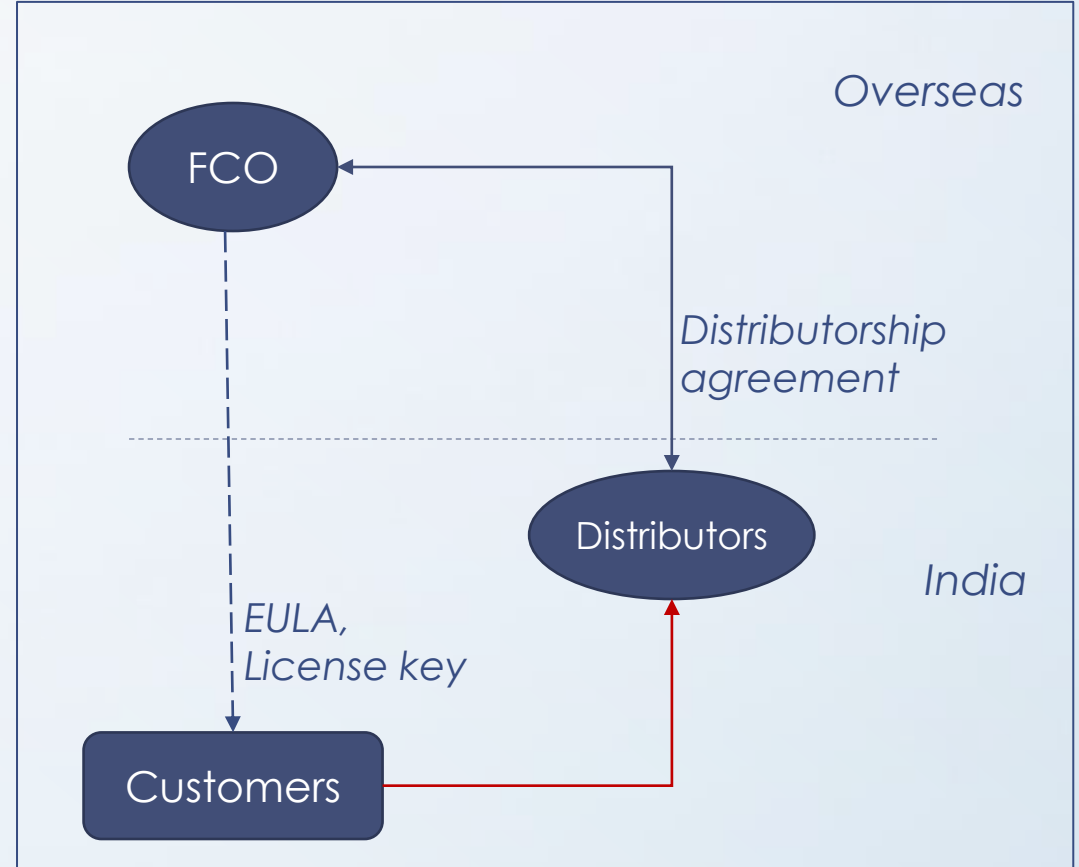 Overseas
FCO
Distributorship
agreement
Distributors
India
EULA,
License key
Customers